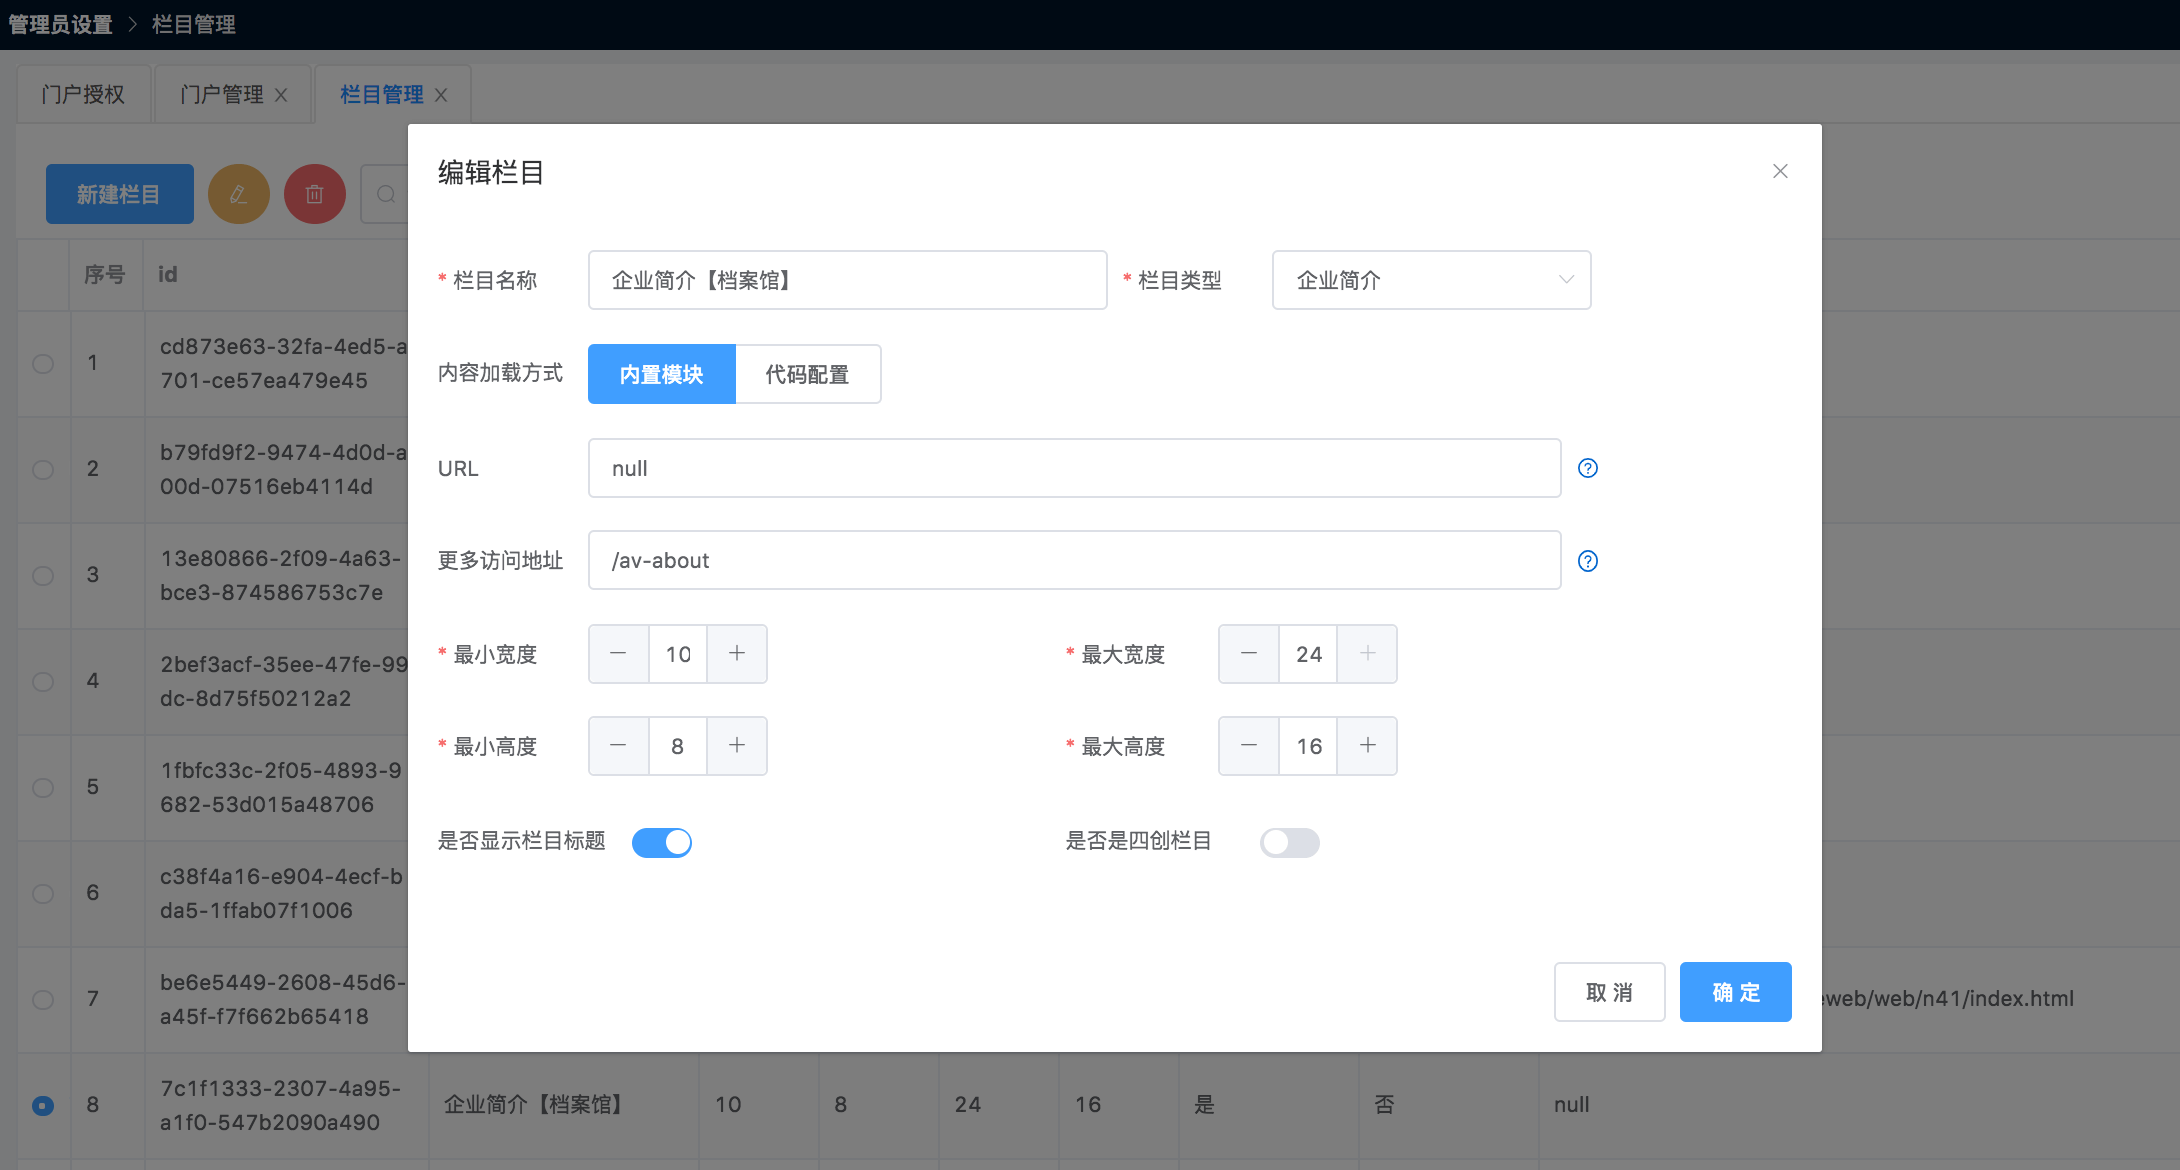 管理员设置 > 栏目管理
门户授权 门户管理 × 栏目管理 ×
新建栏目
序号 id
1 cd873e63-32fa-4ed5-a
701-ce57ea479e45
2 b79fd9f2-9474-4d0d-a
00d-07516eb4114d
3 13e80866-2f09-4a63-
bce3-874586753c7e
4 2bef3acf-35ee-47fe-99
dc-8d75f50212a2
5 1fbfc33c-2f05-4893-9
682-53d015a48706
6 c38f4a16-e904-4ecf-b
da5-1ffab07f1006
7 be6e5449-2608-45d6-
a45f-f7f662b65418
eweb/web/n41/index.html
8 7c1f1333-2307-4a95-
a1f0-547b2090a490
企业简介【档案馆】 10 8 24 16 是 否 null
编辑栏目
* 栏目名称 企业简介【档案馆】 * 栏目类型 企业简介
内容加载方式 内置模块 代码配置
URL null
更多访问地址 /av-about
* 最小宽度 − 10 + * 最大宽度 − 24 +
* 最小高度 − 8 + * 最大高度 − 16 +
是否显示栏目标题 是否是四创栏目
取 消 确 定